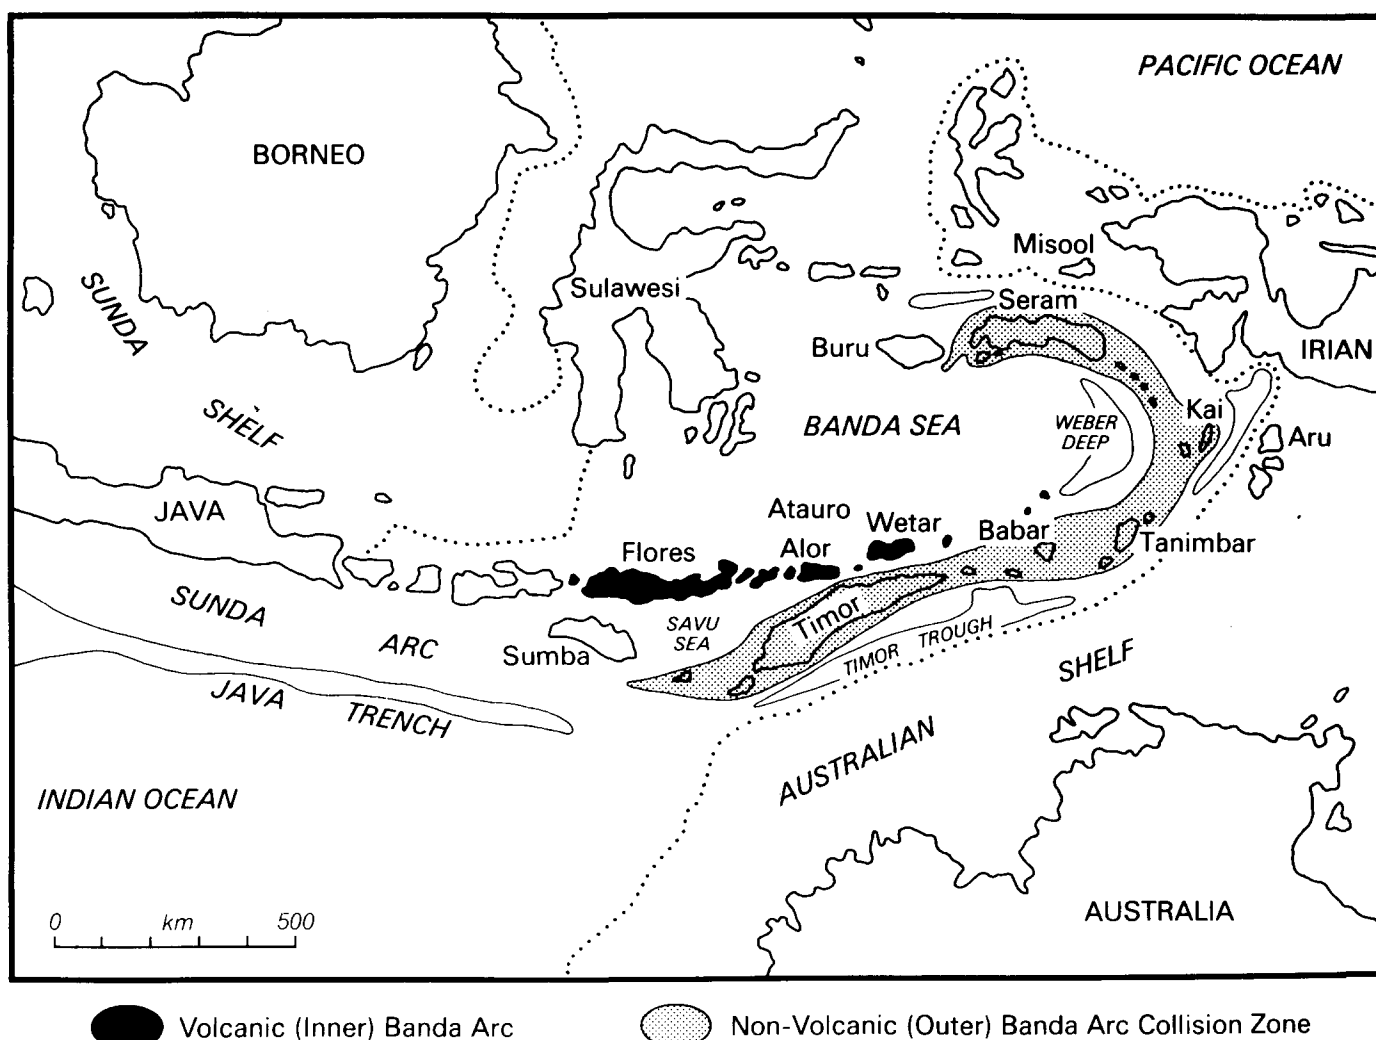 PACIFIC OCEAN
BORNEO
Misool
SUNDA
SHELF
Sulawesi
Seram
Buru
IRIAN
BANDA SEA
WEBER
DEEP
Kai
Aru
JAVA
Atauro
Wetar
Babar
Tanimbar
Flores
Alor
SUNDA
ARC
Sumba
SAVU
SEA
Timor
TIMOR TROUGH
JAVA TRENCH
AUSTRALIAN
SHELF
INDIAN OCEAN
0 km 500
AUSTRALIA
Volcanic (Inner) Banda Arc
Non-Volcanic (Outer) Banda Arc Collision Zone